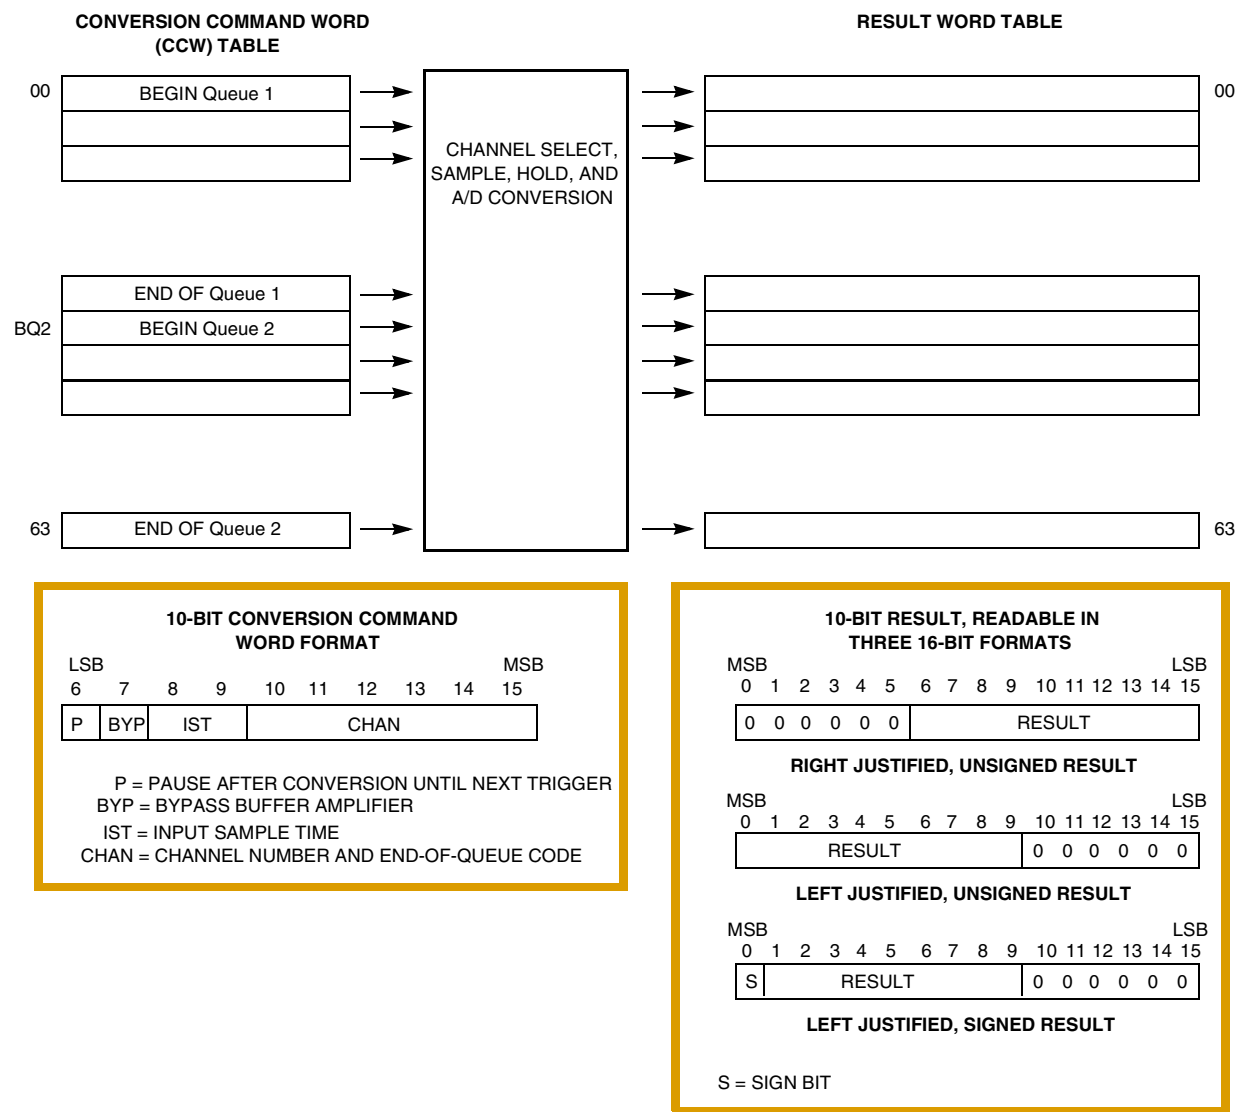 CONVERSION COMMAND WORD
(CCW) TABLE
RESULT WORD TABLE
00
BEGIN Queue 1
00
CHANNEL SELECT,
SAMPLE, HOLD, AND
A/D CONVERSION
END OF Queue 1
BQ2
BEGIN Queue 2
63
END OF Queue 2
63
10-BIT CONVERSION COMMAND
WORD FORMAT
LSB MSB
6 7 8 9 10 11 12 13 14 15
P BYP IST CHAN
P = PAUSE AFTER CONVERSION UNTIL NEXT TRIGGER
BYP = BYPASS BUFFER AMPLIFIER
IST = INPUT SAMPLE TIME
CHAN = CHANNEL NUMBER AND END-OF-QUEUE CODE
10-BIT RESULT, READABLE IN
THREE 16-BIT FORMATS
MSB LSB
0 1 2 3 4 5 6 7 8 9 10 11 12 13 14 15
0 0 0 0 0 0 RESULT
RIGHT JUSTIFIED, UNSIGNED RESULT
MSB LSB
0 1 2 3 4 5 6 7 8 9 10 11 12 13 14 15
RESULT 0 0 0 0 0 0
LEFT JUSTIFIED, UNSIGNED RESULT
MSB LSB
0 1 2 3 4 5 6 7 8 9 10 11 12 13 14 15
S RESULT 0 0 0 0 0 0
LEFT JUSTIFIED, SIGNED RESULT
S = SIGN BIT